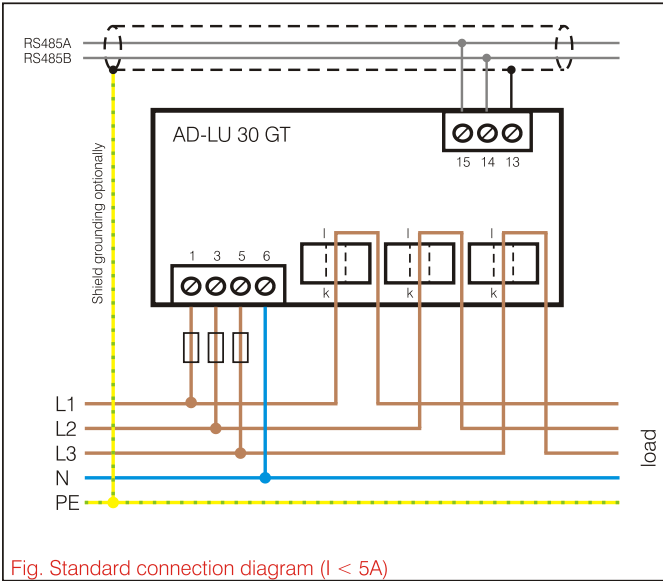 RS485A
RS485B
AD-LU 30 GT
15 14 13
Shield grounding optionally
l l l
1 3 5 6
k k k
L1
L2
L3
N
PE
load
Fig. Standard connection diagram (I < 5A)